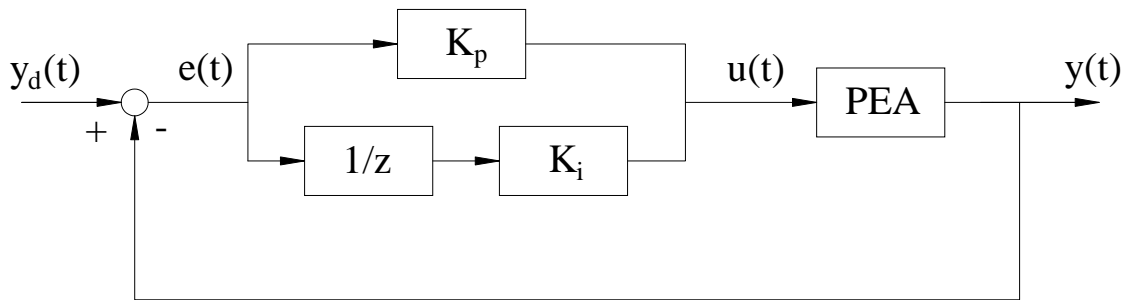 y_d(t)
+
-
e(t)
K_p
1/z
K_i
u(t)
PEA
y(t)